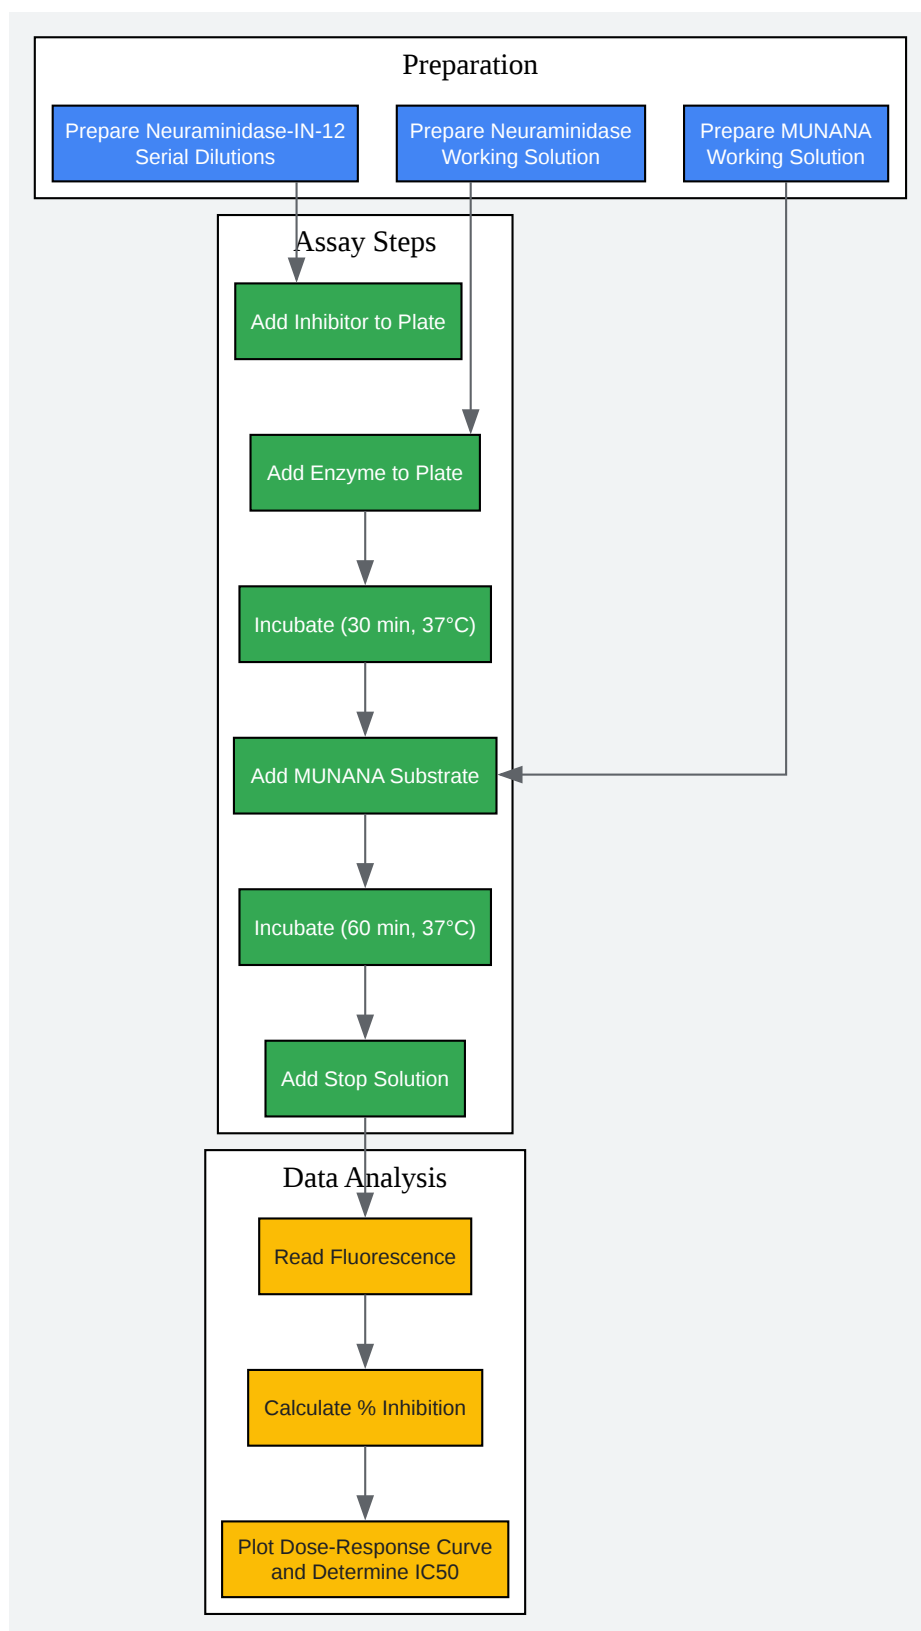 Preparation
Prepare Neuraminidase-IN-12
Serial Dilutions
Prepare Neuraminidase
Working Solution
Prepare MUNANA
Working Solution
Assay Steps
Add Inhibitor to Plate
Add Enzyme to Plate
Incubate (30 min, 37°C)
Add MUNANA Substrate
Incubate (60 min, 37°C)
Add Stop Solution
Data Analysis
Read Fluorescence
Calculate % Inhibition
Plot Dose-Response Curve
and Determine IC50